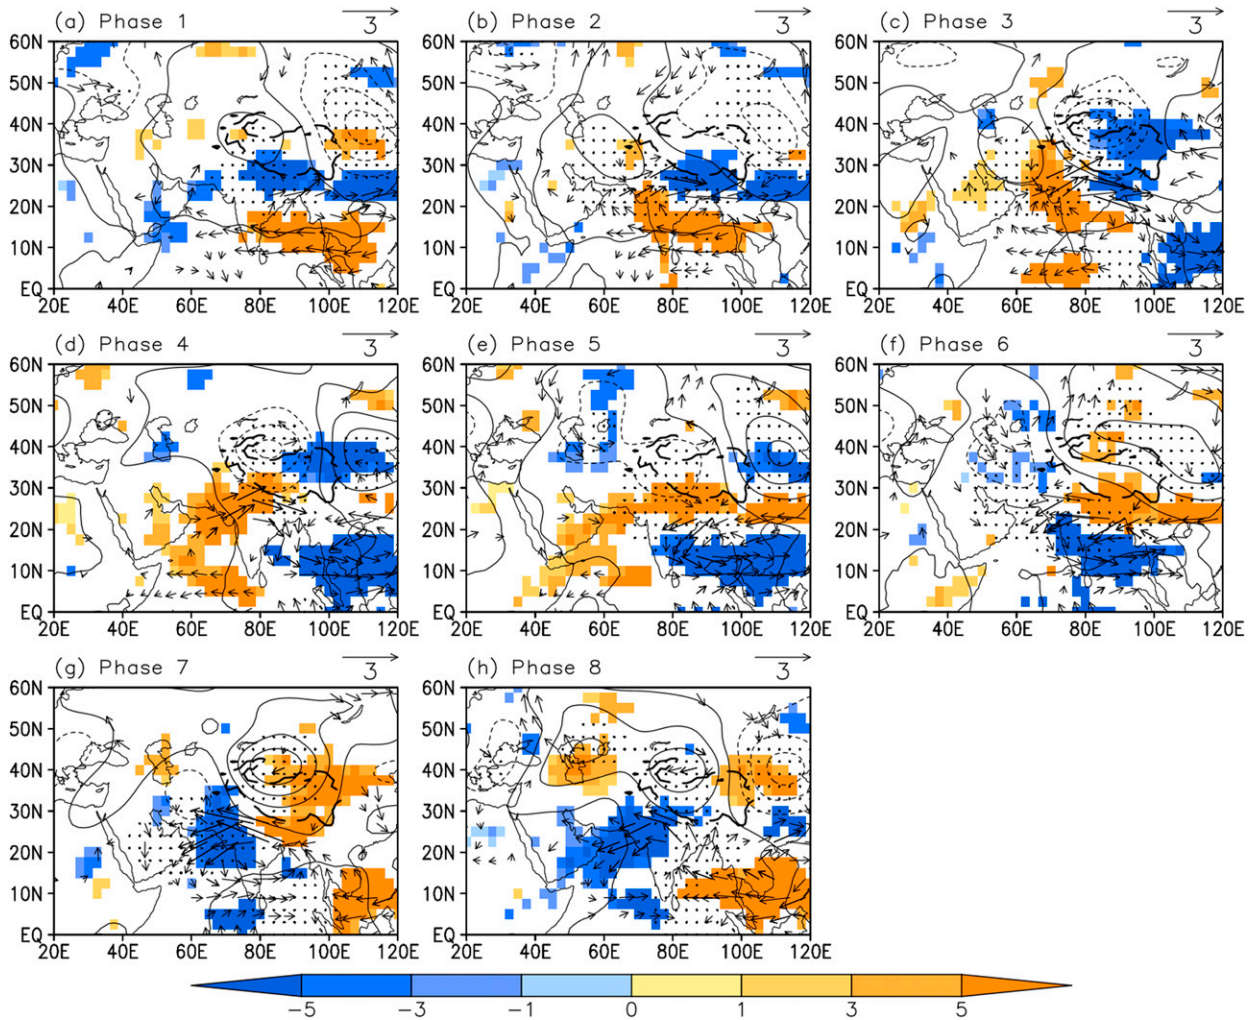 (a) Phase 1 3 (b) Phase 2 3 (c) Phase 3 3
60N 60N 60N
50N 50N 50N
40N 40N 40N
30N 30N 30N
20N 20N 20N
10N 10N 10N
EQ EQ EQ
20E 40E 60E 80E 100E 120E 20E 40E 60E 80E 100E 120E 20E 40E 60E 80E 100E 120E
(d) Phase 4 3 (e) Phase 5 3 (f) Phase 6 3
60N 60N 60N
50N 50N 50N
40N 40N 40N
30N 30N 30N
20N 20N 20N
10N 10N 10N
EQ EQ EQ
20E 40E 60E 80E 100E 120E 20E 40E 60E 80E 100E 120E 20E 40E 60E 80E 100E 120E
(g) Phase 7 3 (h) Phase 8 3
60N 60N
50N 50N
40N 40N
30N 30N
20N 20N
10N 10N
EQ EQ
20E 40E 60E 80E 100E 120E 20E 40E 60E 80E 100E 120E
−5 −3 −1 0 1 3 5